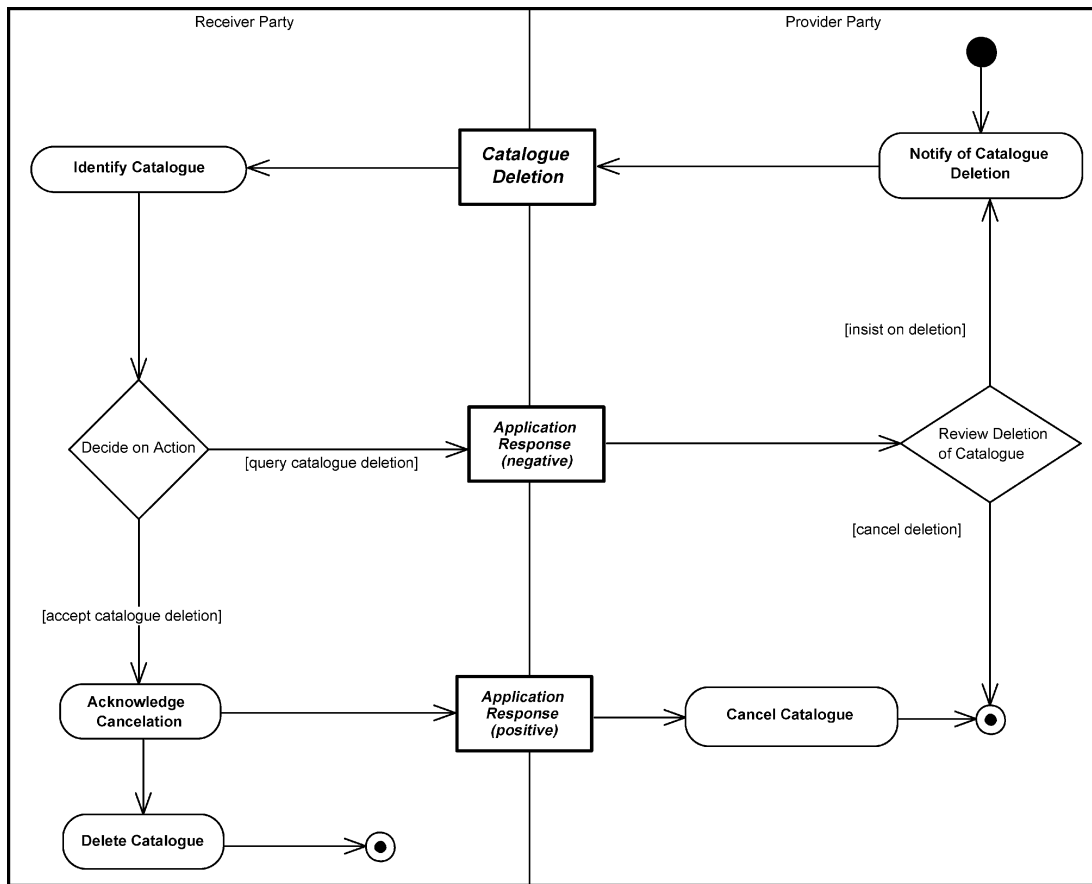 Receiver Party
Provider Party
Identify Catalogue
Catalogue
Deletion
Notify of Catalogue
Deletion
[insist on deletion]
Decide on Action
[query catalogue deletion]
Application
Response
(negative)
Review Deletion
of Catalogue
[cancel deletion]
[accept catalogue deletion]
Acknowledge
Cancelation
Application
Response
(positive)
Cancel Catalogue
Delete Catalogue